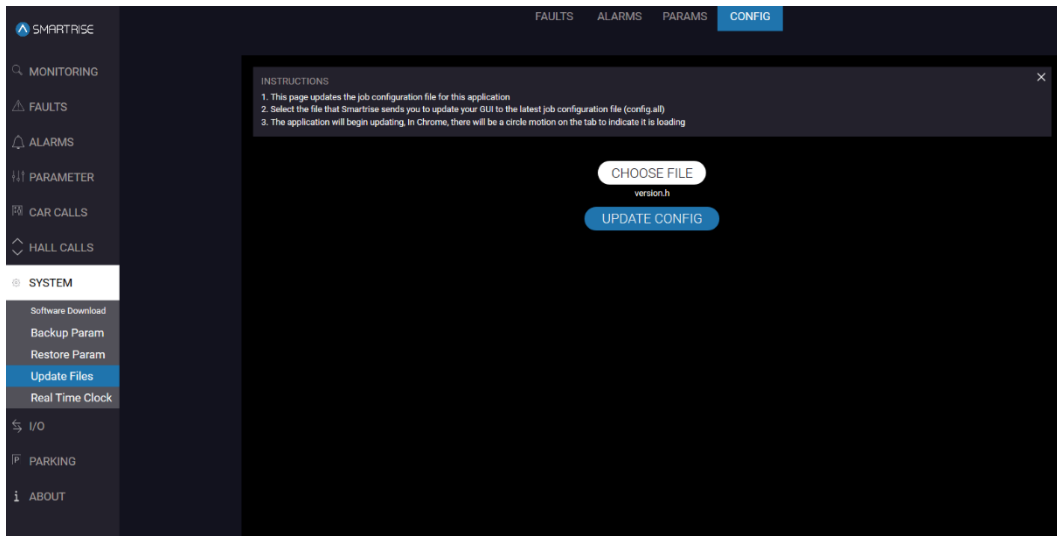 SMARTRISE
FAULTS ALARMS PARAMS CONFIG
MONITORING
FAULTS
ALARMS
PARAMETER
CAR CALLS
HALL CALLS
SYSTEM
Software Download
Backup Param
Restore Param
Update Files
Real Time Clock
I/O
P PARKING
i ABOUT
INSTRUCTIONS
1. This page updates the job configuration file for this application
2. Select the file that Smartrise sends you to update your GUI to the latest job configuration file (config.all)
3. The application will begin updating, In Chrome, there will be a circle motion on the tab to indicate it is loading
CHOOSE FILE
version.h
UPDATE CONFIG